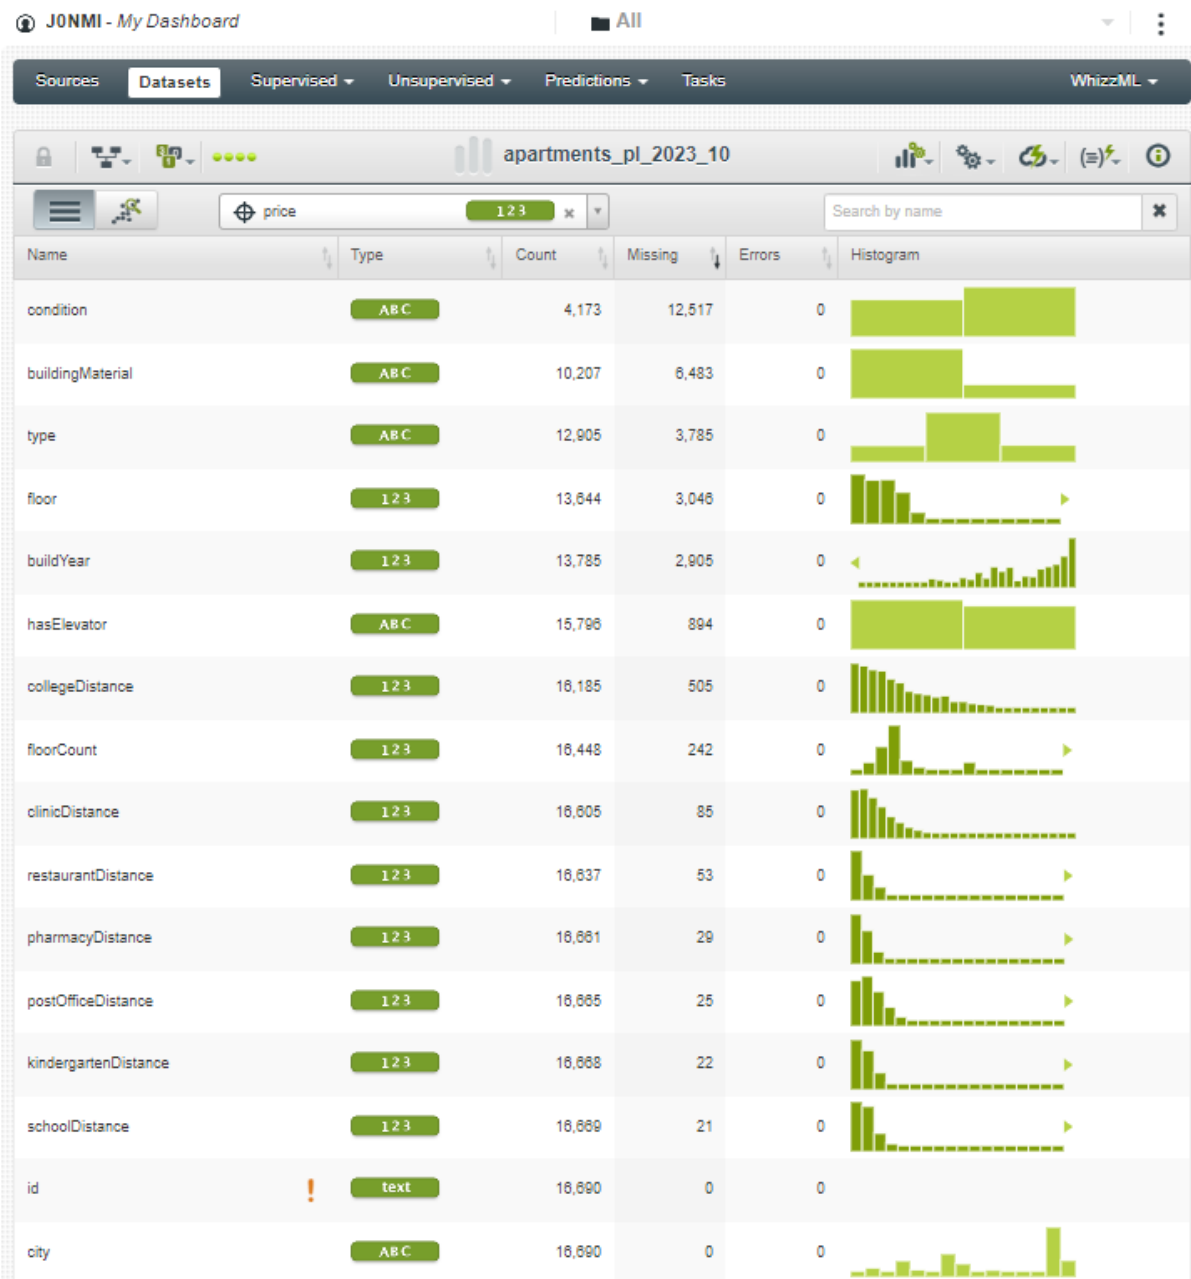 J0NMI - My Dashboard All
Sources Datasets Supervised Unsupervised Predictions Tasks WhizzML
apartments_pl_2023_10
price 123 Search by name
Name Type Count Missing Errors Histogram
condition ABC 4,173 12,517 0
buildingMaterial ABC 10,207 6,483 0
type ABC 12,905 3,785 0
floor 123 13,644 3,046 0
buildYear 123 13,785 2,905 0
hasElevator ABC 15,796 894 0
collegeDistance 123 16,185 505 0
floorCount 123 16,448 242 0
clinicDistance 123 16,605 85 0
restaurantDistance 123 16,637 53 0
pharmacyDistance 123 16,661 29 0
postOfficeDistance 123 16,665 25 0
kindergartenDistance 123 16,668 22 0
schoolDistance 123 16,669 21 0
id ! text 16,690 0 0
city ABC 16,690 0 0